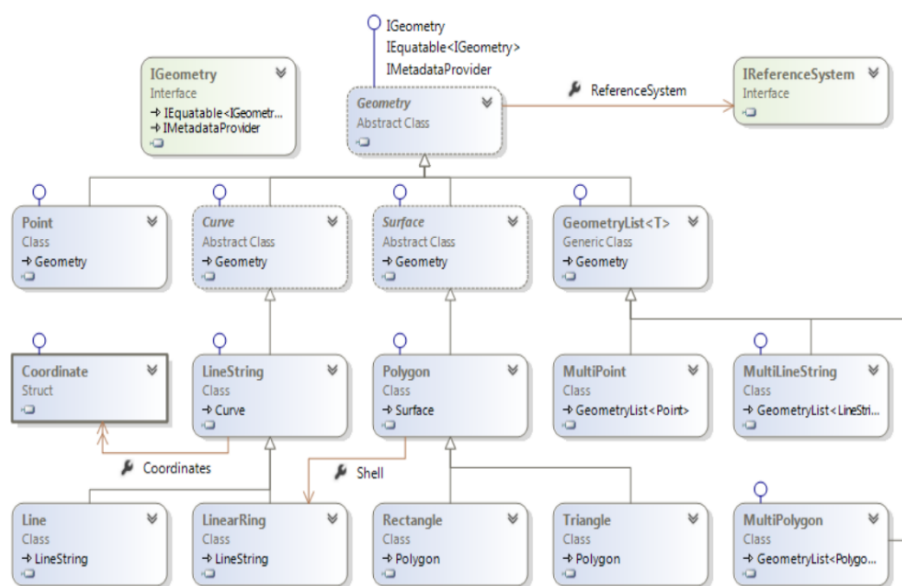 IGeometry
IEquatable<IGeometry>
IMetadataProvider
IGeometry
Interface
IEquatable<IGeometr...
IMetadataProvider
Geometry
Abstract Class
ReferenceSystem
IReferenceSystem
Interface
Point
Class
Geometry
Curve
Abstract Class
Geometry
Surface
Abstract Class
Geometry
GeometryList<T>
Generic Class
Geometry
Coordinate
Struct
LineString
Class
Curve
Polygon
Class
Surface
MultiPoint
Class
GeometryList<Point>
MultiLineString
Class
GeometryList<LineStri...
Coordinates
Shell
Line
Class
LineString
LinearRing
Class
LineString
Rectangle
Class
Polygon
Triangle
Class
Polygon
MultiPolygon
Class
GeometryList<Polygo...